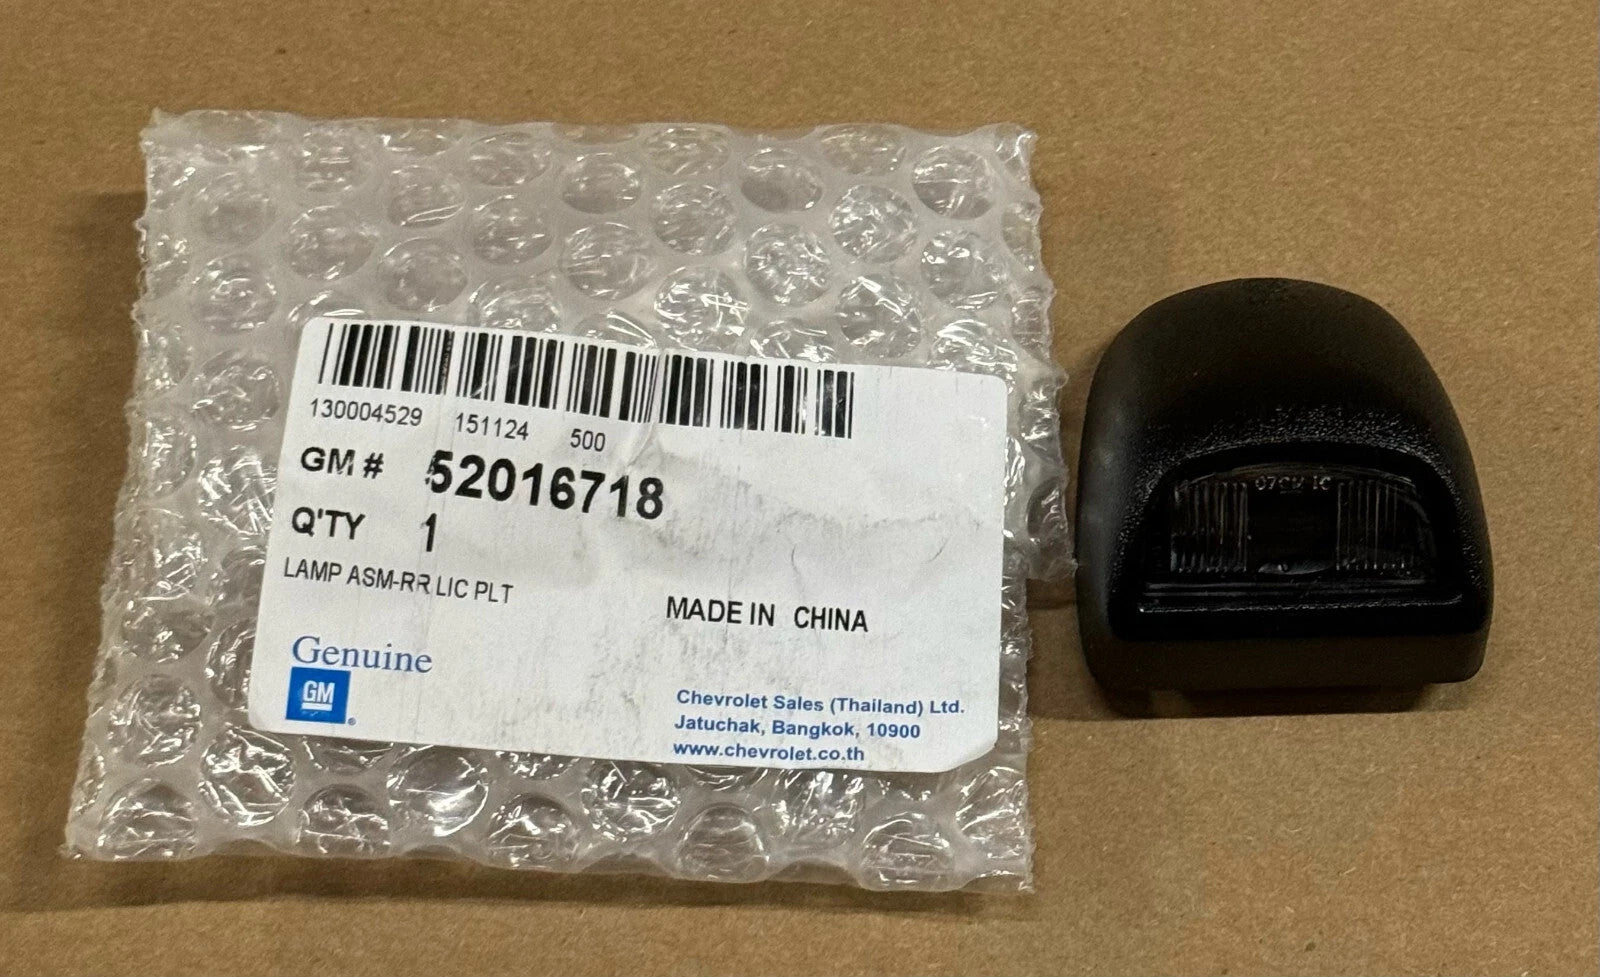 130004529 151124 500
GM # 52016718
Q'TY 1
LAMP ASM-RR LIC PLT
MADE IN CHINA
Genuine
GM
®
Chevrolet Sales (Thailand) Ltd.
Jatuchak, Bangkok, 10900
www.chevrolet.co.th